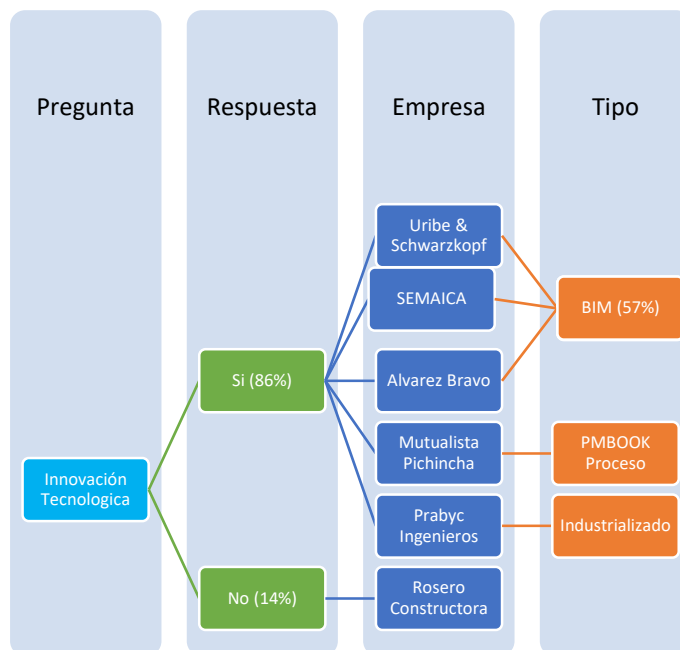 Pregunta
Respuesta
Empresa
Tipo
Uribe &
Schwarzkopf
SEMAICA
BIM (57%)
Si (86%)
Alvarez Bravo
Mutualista
Pichincha
PMBOOK
Proceso
Innovación
Tecnologica
Prabyc
Ingenieros
Industrializado
No (14%)
Rosero
Constructora